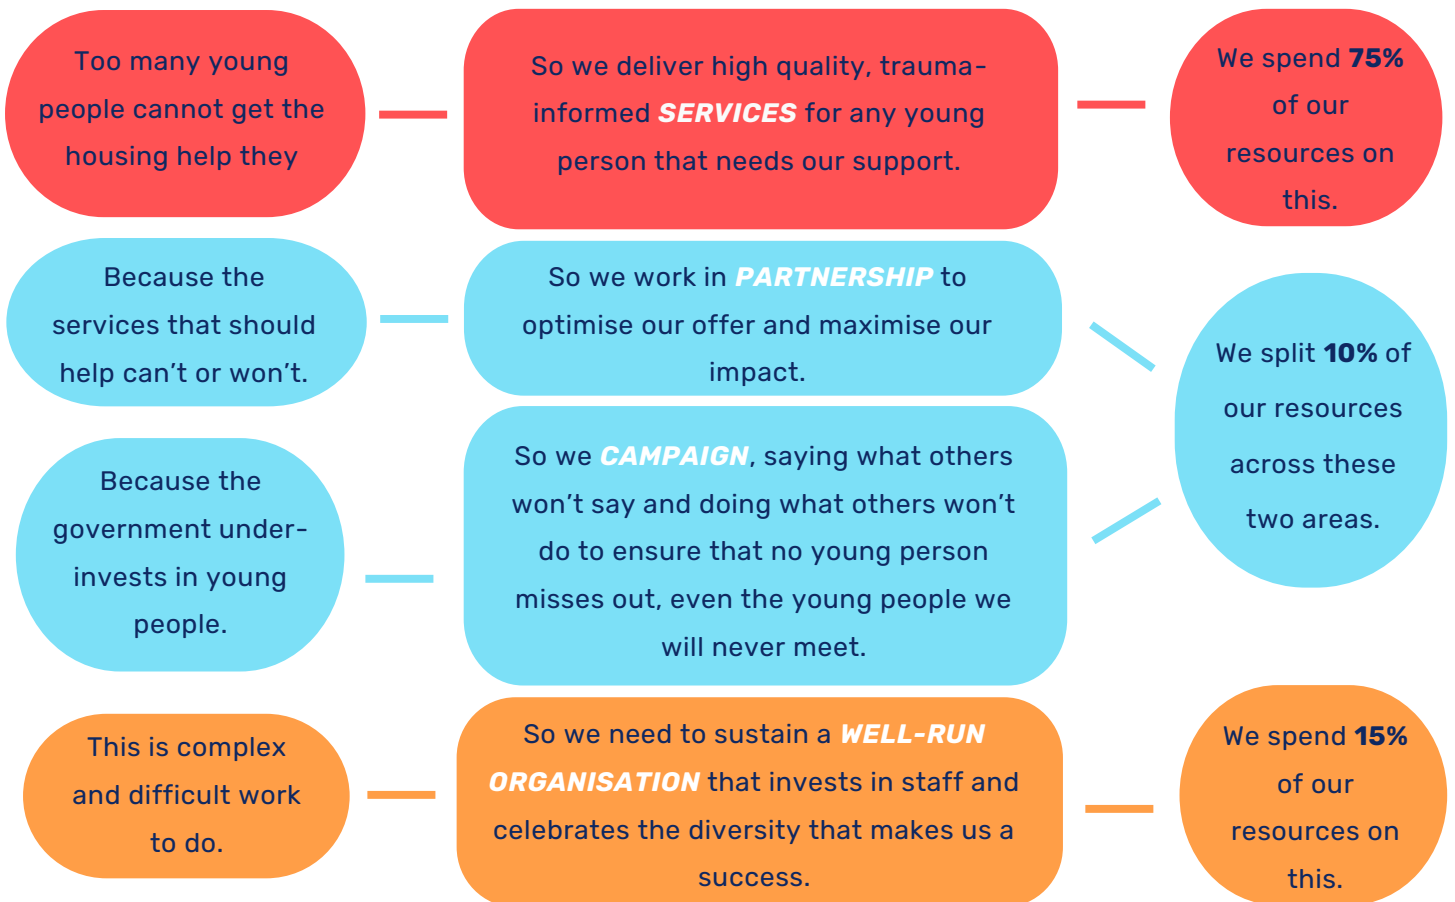 Too many young
people cannot get the
housing help they
So we deliver high quality, trauma-
informed SERVICES for any young
person that needs our support.
We spend 75%
of our
resources on
this.
Because the
services that should
help can’t or won’t.
So we work in PARTNERSHIP to
optimise our offer and maximise our
impact.
Because the
government under-
invests in young
people.
So we CAMPAIGN, saying what others
won’t say and doing what others won’t
do to ensure that no young person
misses out, even the young people we
will never meet.
We split 10% of
our resources
across these
two areas.
This is complex
and difficult work
to do.
So we need to sustain a WELL-RUN
ORGANISATION that invests in staff and
celebrates the diversity that makes us a
success.
We spend 15%
of our
resources on
this.